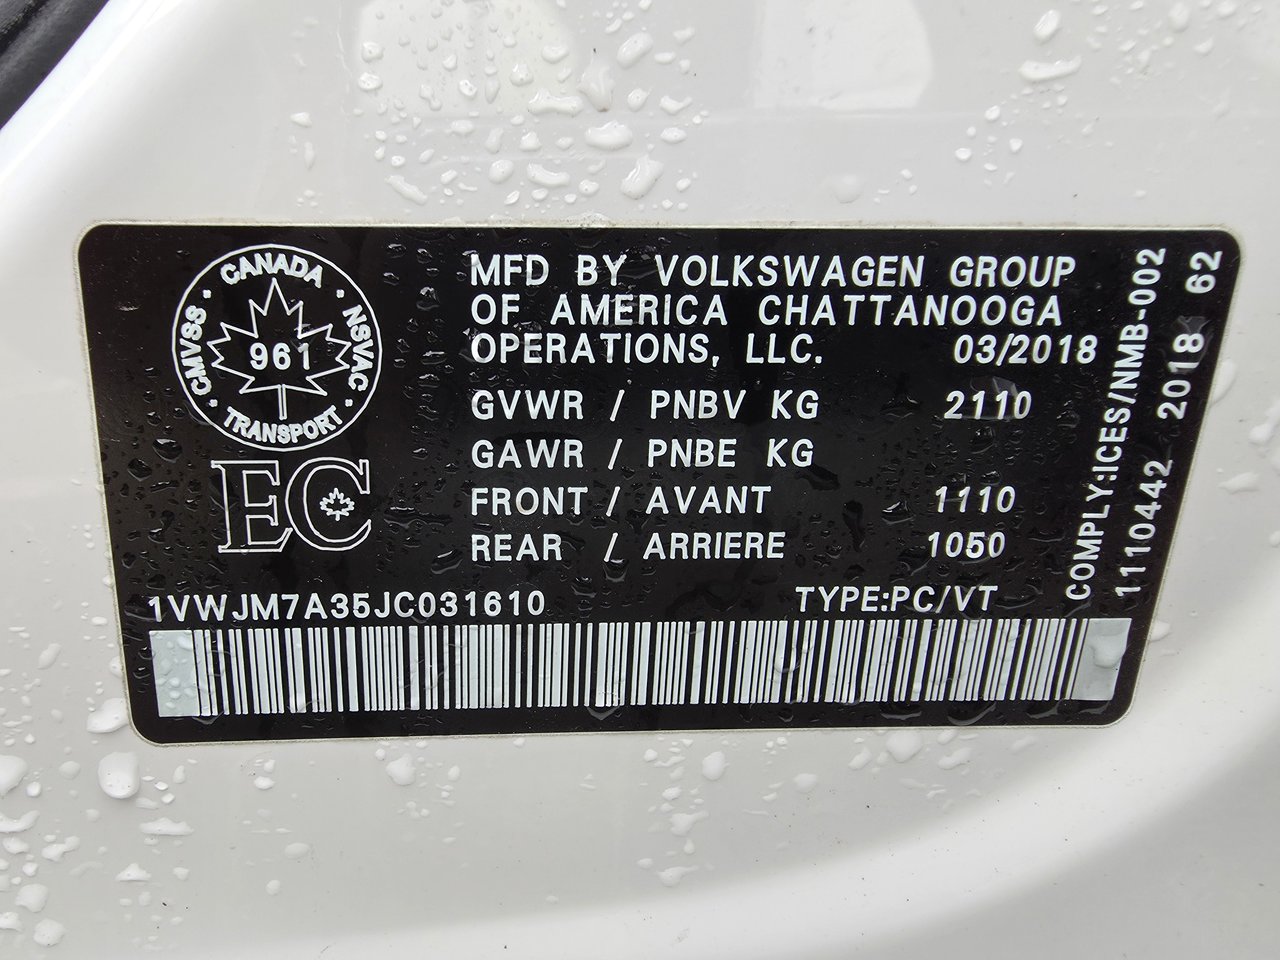 CANADA
CMVSS · NSVAC
961
TRANSPORT
EC
MFD BY VOLKSWAGEN GROUP
OF AMERICA CHATTANOOGA
OPERATIONS, LLC. 03/2018
GVWR / PNBV KG 2110
GAWR / PNBE KG
FRONT / AVANT 1110
REAR / ARRIERE 1050
1VWJM7A35JC031610 TYPE:PC/VT
COMPLY:ICES/NMB-002
11104442 2018 62